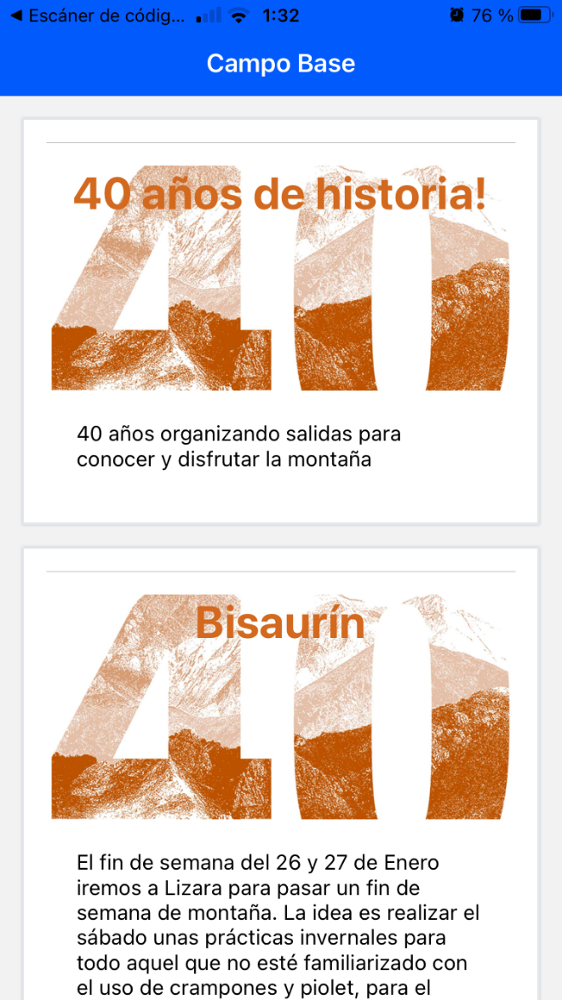 Escáner de códig... 1:32 76 %
Campo Base
40 años de historia!
40
40 años organizando salidas para
conocer y disfrutar la montaña
Bisaurín
40
El fin de semana del 26 y 27 de Enero
iremos a Lizara para pasar un fin de
semana de montaña. La idea es realizar el
sábado unas prácticas invernales para
todo aquel que no esté familiarizado con
el uso de crampones y piolet, para el